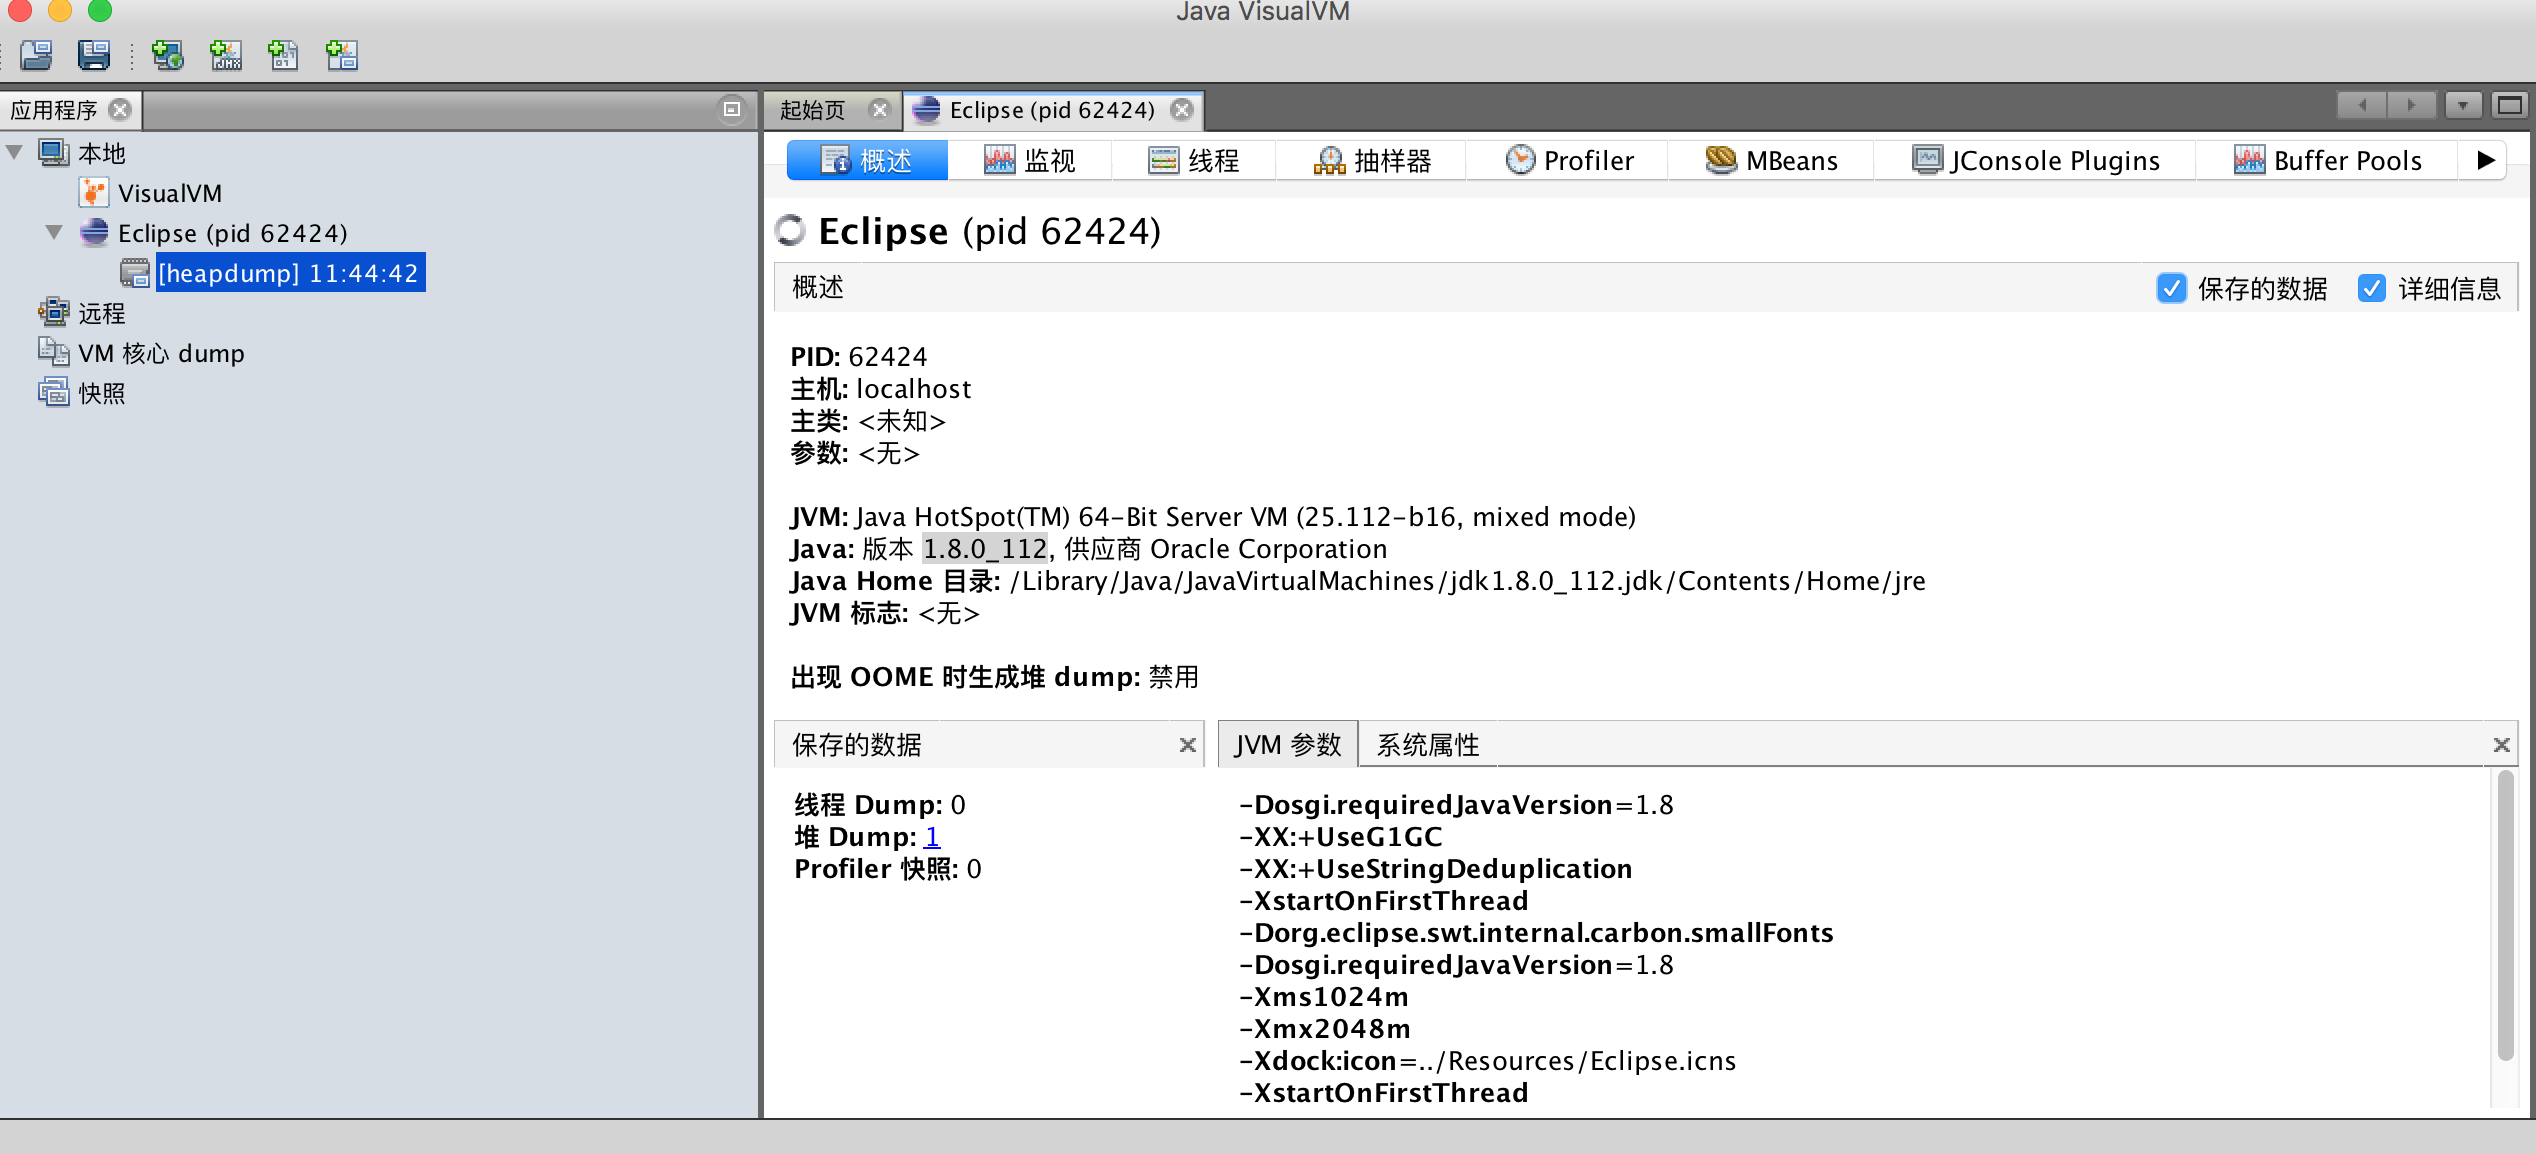 Java VisualVM
应用程序
本地
VisualVM
Eclipse (pid 62424)
[heapdump] 11:44:42
远程
VM 核心 dump
快照
起始页
Eclipse (pid 62424)
概述
监视
线程
抽样器
Profiler
MBeans
JConsole Plugins
Buffer Pools
Eclipse (pid 62424)
概述
保存的数据
详细信息
PID: 62424
主机: localhost
主类: <未知>
参数: <无>
JVM: Java HotSpot(TM) 64-Bit Server VM (25.112-b16, mixed mode)
Java: 版本 1.8.0_112, 供应商 Oracle Corporation
Java Home 目录: /Library/Java/JavaVirtualMachines/jdk1.8.0_112.jdk/Contents/Home/jre
JVM 标志: <无>
出现 OOME 时生成堆 dump: 禁用
保存的数据
线程 Dump: 0
堆 Dump: 1
Profiler 快照: 0
JVM 参数
系统属性
-Dosgi.requiredJavaVersion=1.8
-XX:+UseG1GC
-XX:+UseStringDeduplication
-XstartOnFirstThread
-Dorg.eclipse.swt.internal.carbon.smallFonts
-Dosgi.requiredJavaVersion=1.8
-Xms1024m
-Xmx2048m
-Xdock:icon=../Resources/Eclipse.icns
-XstartOnFirstThread